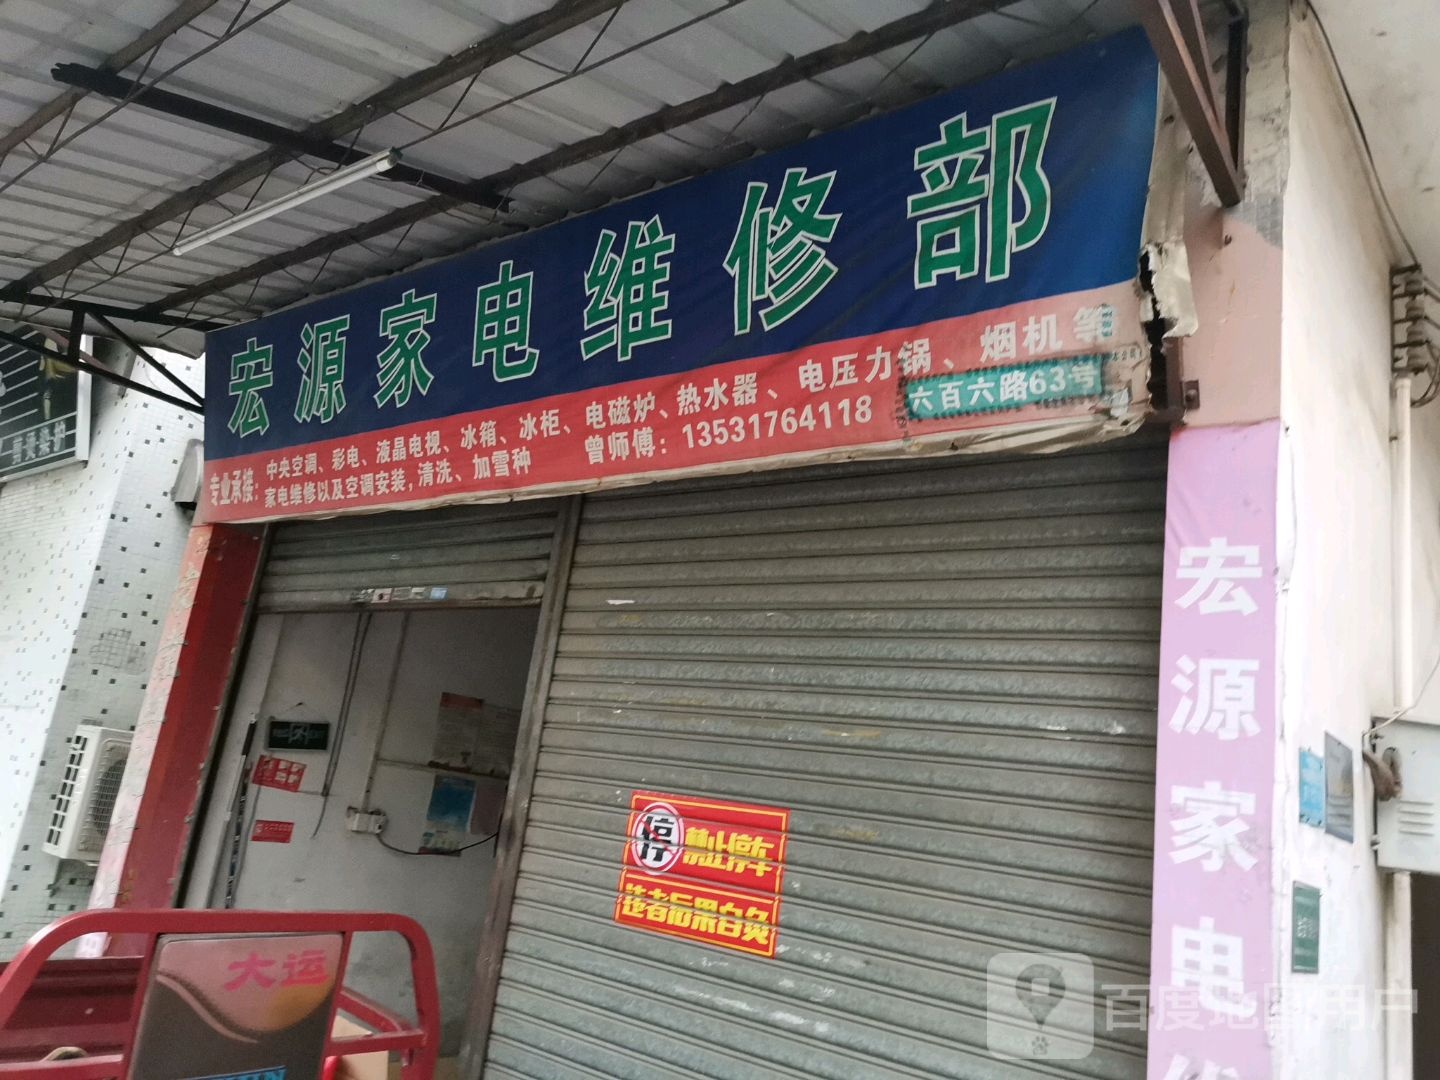 宏源家电维修部
专业承接：
中央空调、彩电、液晶电视、冰箱、冰柜、电磁炉、热水器、电压力锅、烟机等
家电维修以及空调安装，清洗、加雪种
曾师傅：13531764118
六百六路63号
宏源家电维
停
禁止停车
违者后果自负
大运
百度地图用户